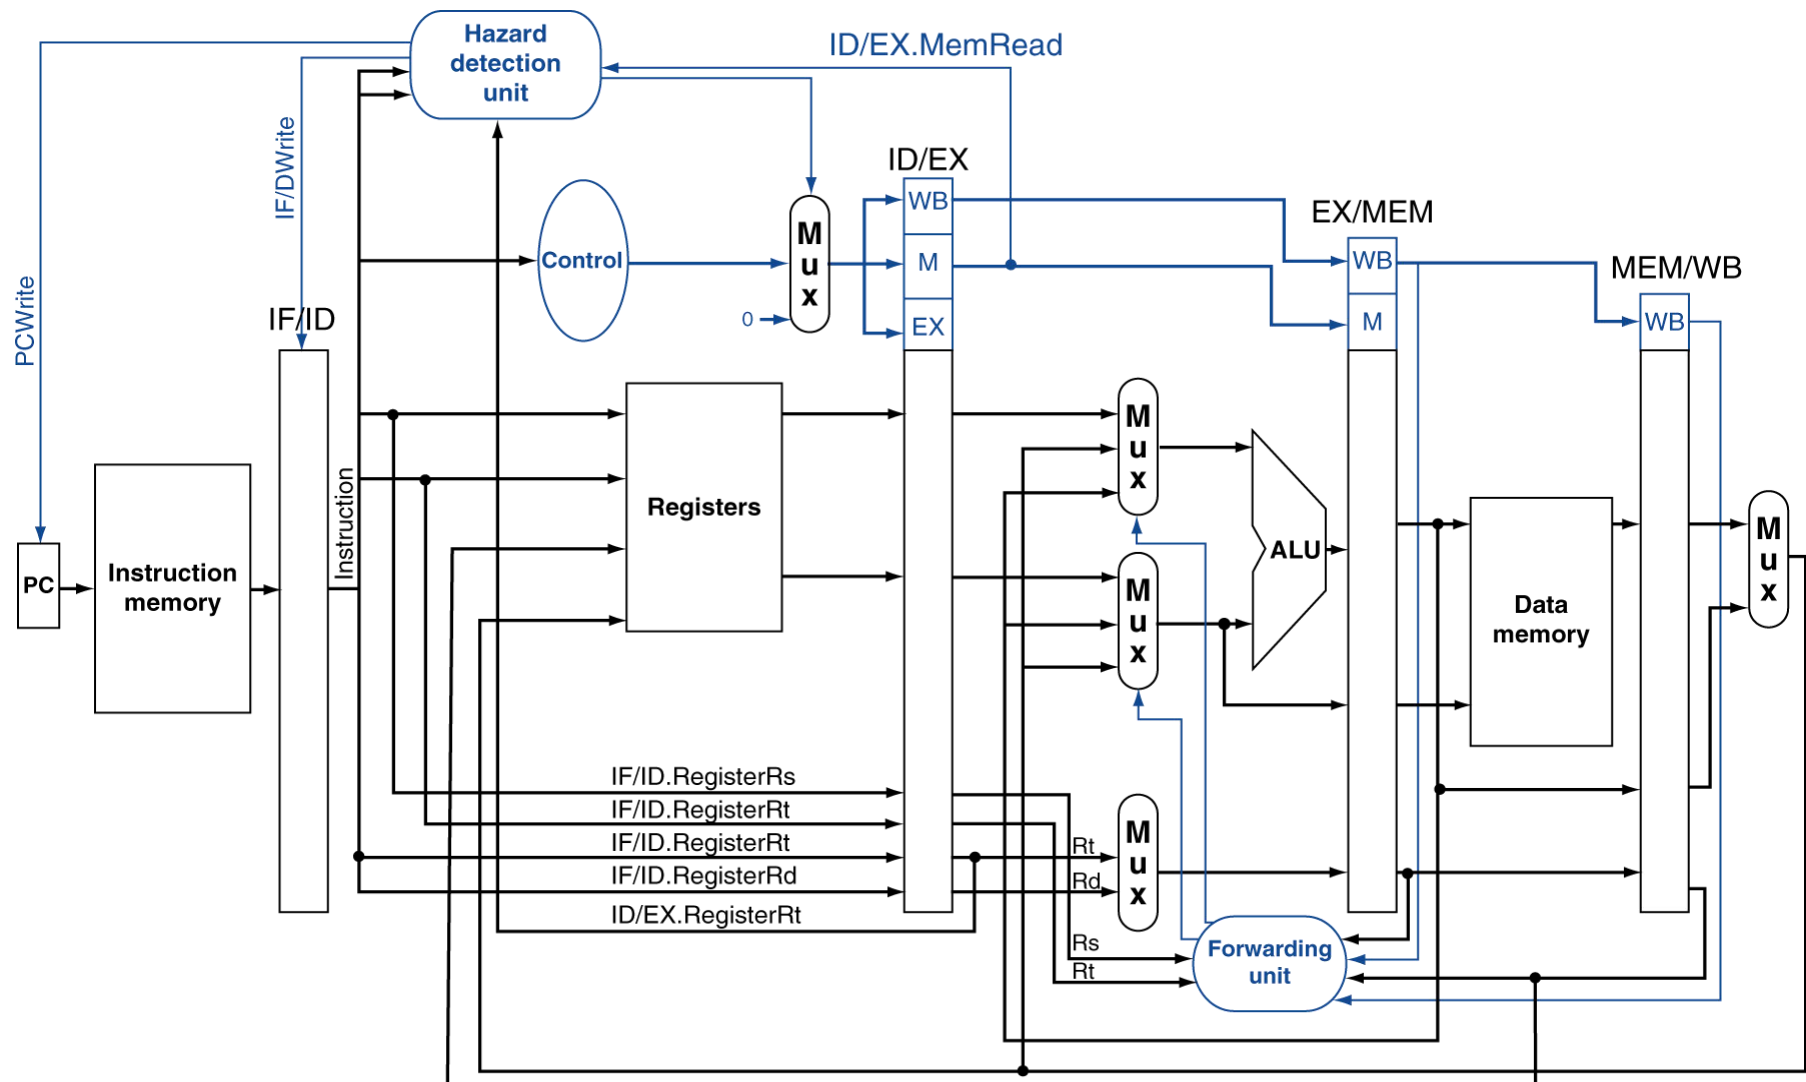 Hazard
detection
unit
ID/EX.MemRead
IF/DWrite
ID/EX
WB
M
EX
Control
M
u
x
0
EX/MEM
WB
M
MEM/WB
WB
PCWrite
IF/ID
PC
Instruction
memory
Instruction
Registers
M
u
x
M
u
x
ALU
Data
memory
M
u
x
IF/ID.RegisterRs
IF/ID.RegisterRt
IF/ID.RegisterRt
IF/ID.RegisterRd
ID/EX.RegisterRt
Rt
Rd
M
u
x
Rs
Rt
Forwarding
unit